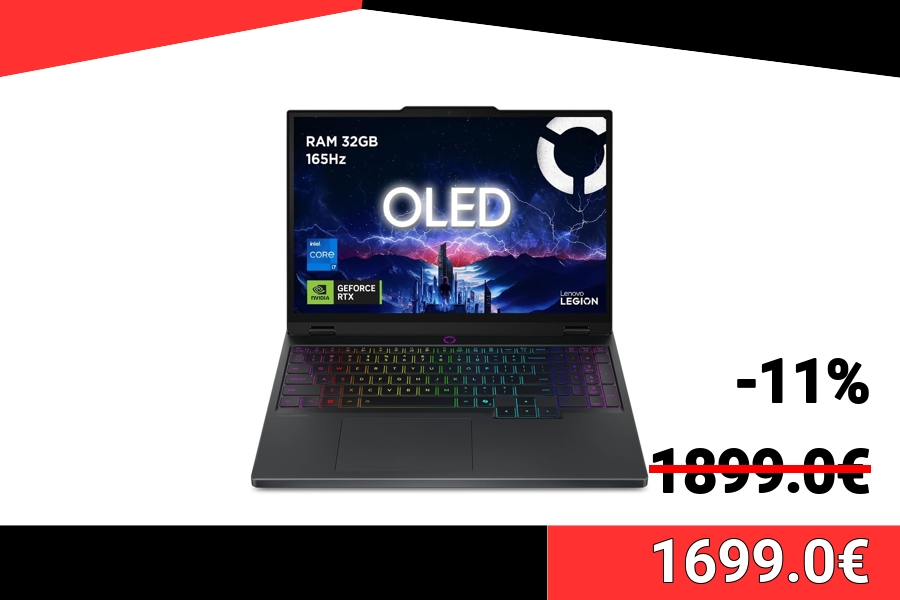 RAM 32GB
165Hz
OLED
intel
CORE
i7
NVIDIA
GEFORCE
RTX
Lenovo
LEGION
-11%
1899.0€
1699.0€